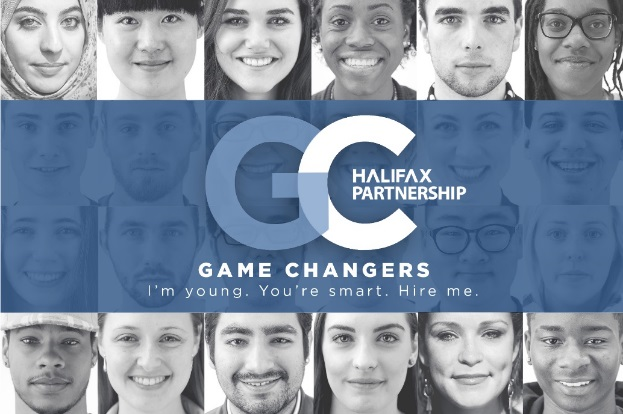 GC
HALIFAX
PARTNERSHIP
GAME CHANGERS
I'm young. You're smart. Hire me.